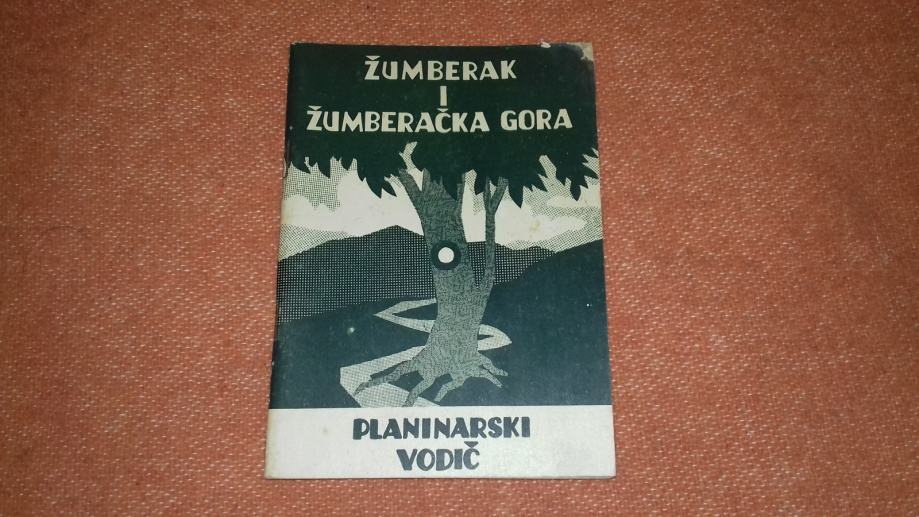 ŽUMBERAK
I
ŽUMBERAČKA GORA
PLANINARSKI
VODIČ